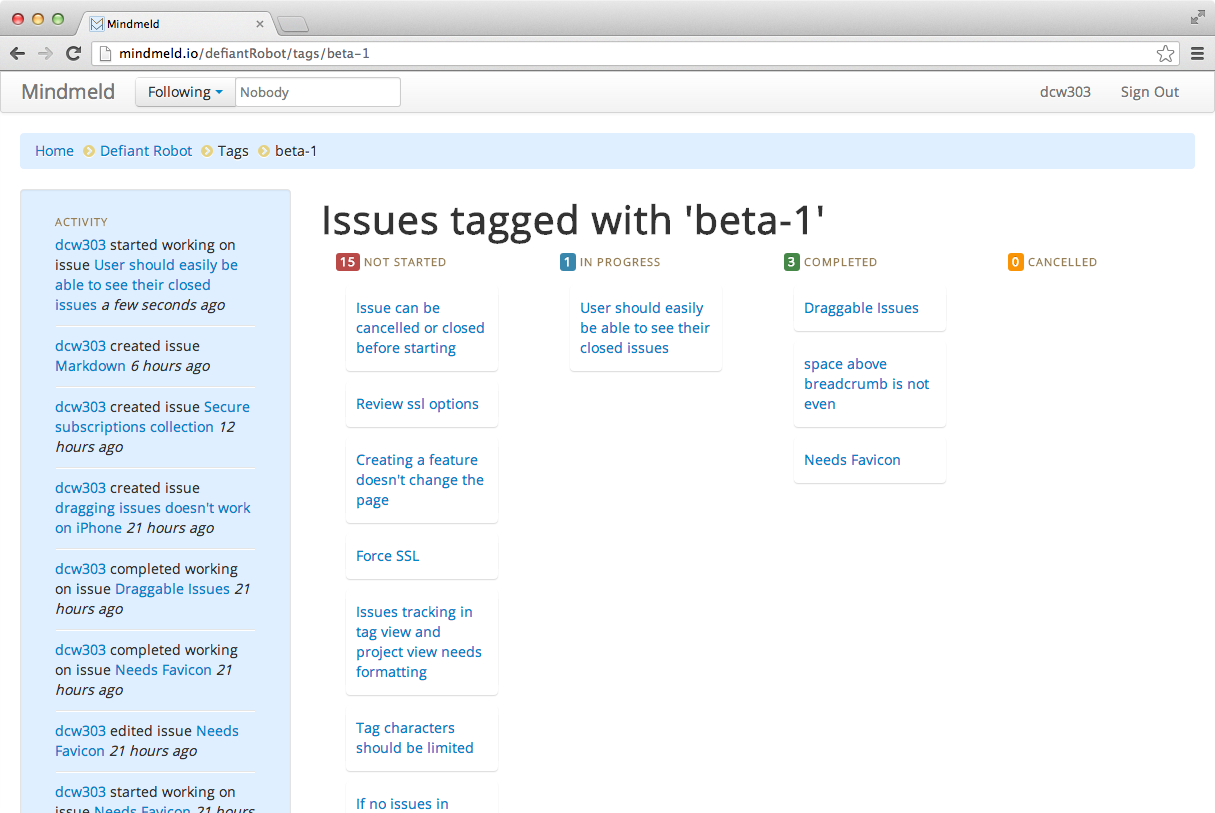 Mindmeld
mindmeld.io/defiantRobot/tags/beta-1
Mindmeld Following Nobody dcw303 Sign Out
Home Defiant Robot Tags beta-1
ACTIVITY
dcw303 started working on
issue User should easily be
able to see their closed
issues a few seconds ago
dcw303 created issue
Markdown 6 hours ago
dcw303 created issue Secure
subscriptions collection 12
hours ago
dcw303 created issue
dragging issues doesn't work
on iPhone 21 hours ago
dcw303 completed working
on issue Draggable Issues 21
hours ago
dcw303 completed working
on issue Needs Favicon 21
hours ago
dcw303 edited issue Needs
Favicon 21 hours ago
dcw303 started working on
issue Needs Favicon 21 hours
Issues tagged with 'beta-1'
15 NOT STARTED
Issue can be
cancelled or closed
before starting
Review ssl options
Creating a feature
doesn't change the
page
Force SSL
Issues tracking in
tag view and
project view needs
formatting
Tag characters
should be limited
If no issues in
1 IN PROGRESS
User should easily
be able to see their
closed issues
3 COMPLETED
Draggable Issues
space above
breadcrumb is not
even
Needs Favicon
0 CANCELLED